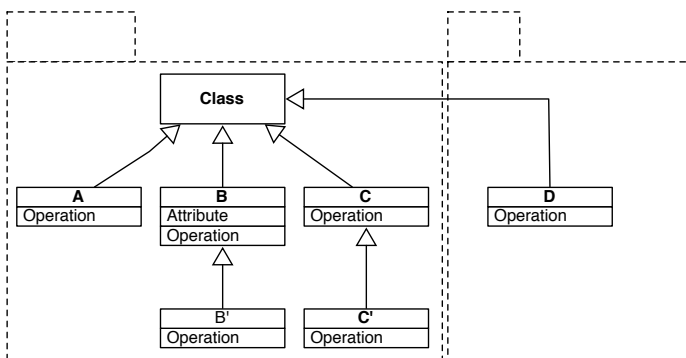 Class
A
Operation
B
Attribute
Operation
C
Operation
D
Operation
B'
Operation
C'
Operation